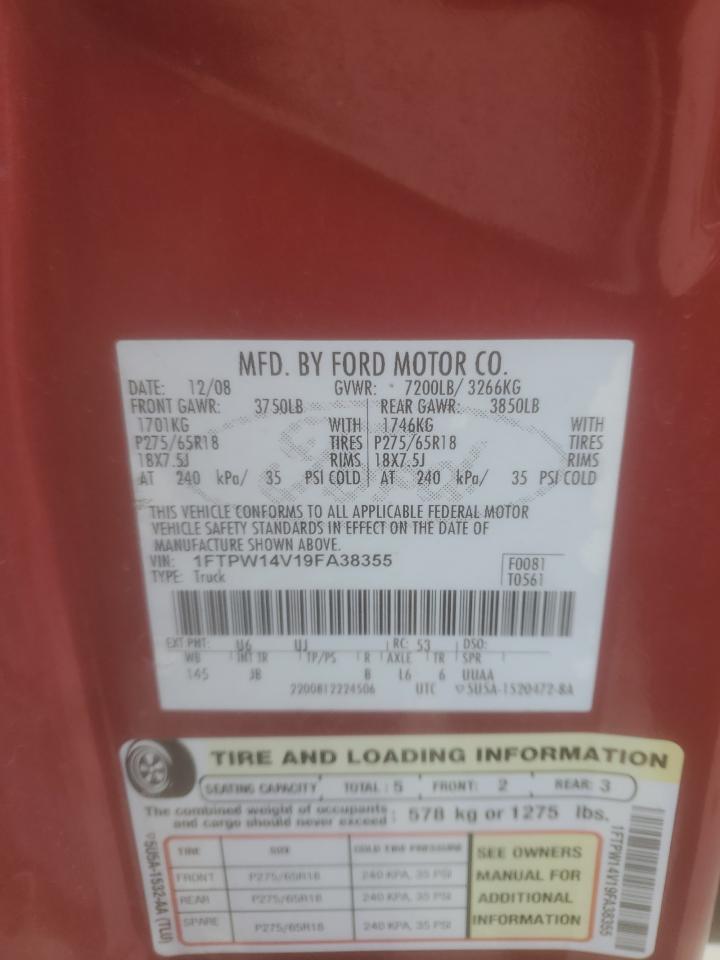 MFD. BY FORD MOTOR CO.
DATE: 12/08 GVWR: 7200LB/ 3266KG
FRONT GAWR: 3750LB REAR GAWR: 3850LB
1701KG WITH 1746KG WITH
P275/65R18 TIRES P275/65R18 TIRES
18X7.5J RIMS 18X7.5J RIMS
AT 240 kPa/ 35 PSI COLD AT 240 kPa/ 35 PSI COLD
THIS VEHICLE CONFORMS TO ALL APPLICABLE FEDERAL MOTOR
VEHICLE SAFETY STANDARDS IN EFFECT ON THE DATE OF
MANUFACTURE SHOWN ABOVE.
VIN: 1FTPW14V19FA38355 F0081
TYPE: Truck T0561
EXT PNT: U6 UJ RC: 53 DSO:
WB INT TR TP/PS R AXLE TR SPR
145 JB B L6 6 UUAA
2200812224506 UTC ▽5U5A-1520472-BA
TIRE AND LOADING INFORMATION
SEATING CAPACITY TOTAL : 5 FRONT: 2 REAR: 3
The combined weight of occupants
and cargo should never exceed : 578 kg or 1275 lbs.
TIRE SIZE COLD TIRE PRESSURE
FRONT P275/65R18 240 KPA, 35 PSI
REAR P275/65R18 240 KPA, 35 PSI
SPARE P275/65R18 240 KPA, 35 PSI
SEE OWNERS
MANUAL FOR
ADDITIONAL
INFORMATION
▽5U5A-1532-AA (TLU)
1FTPW14V19FA38355